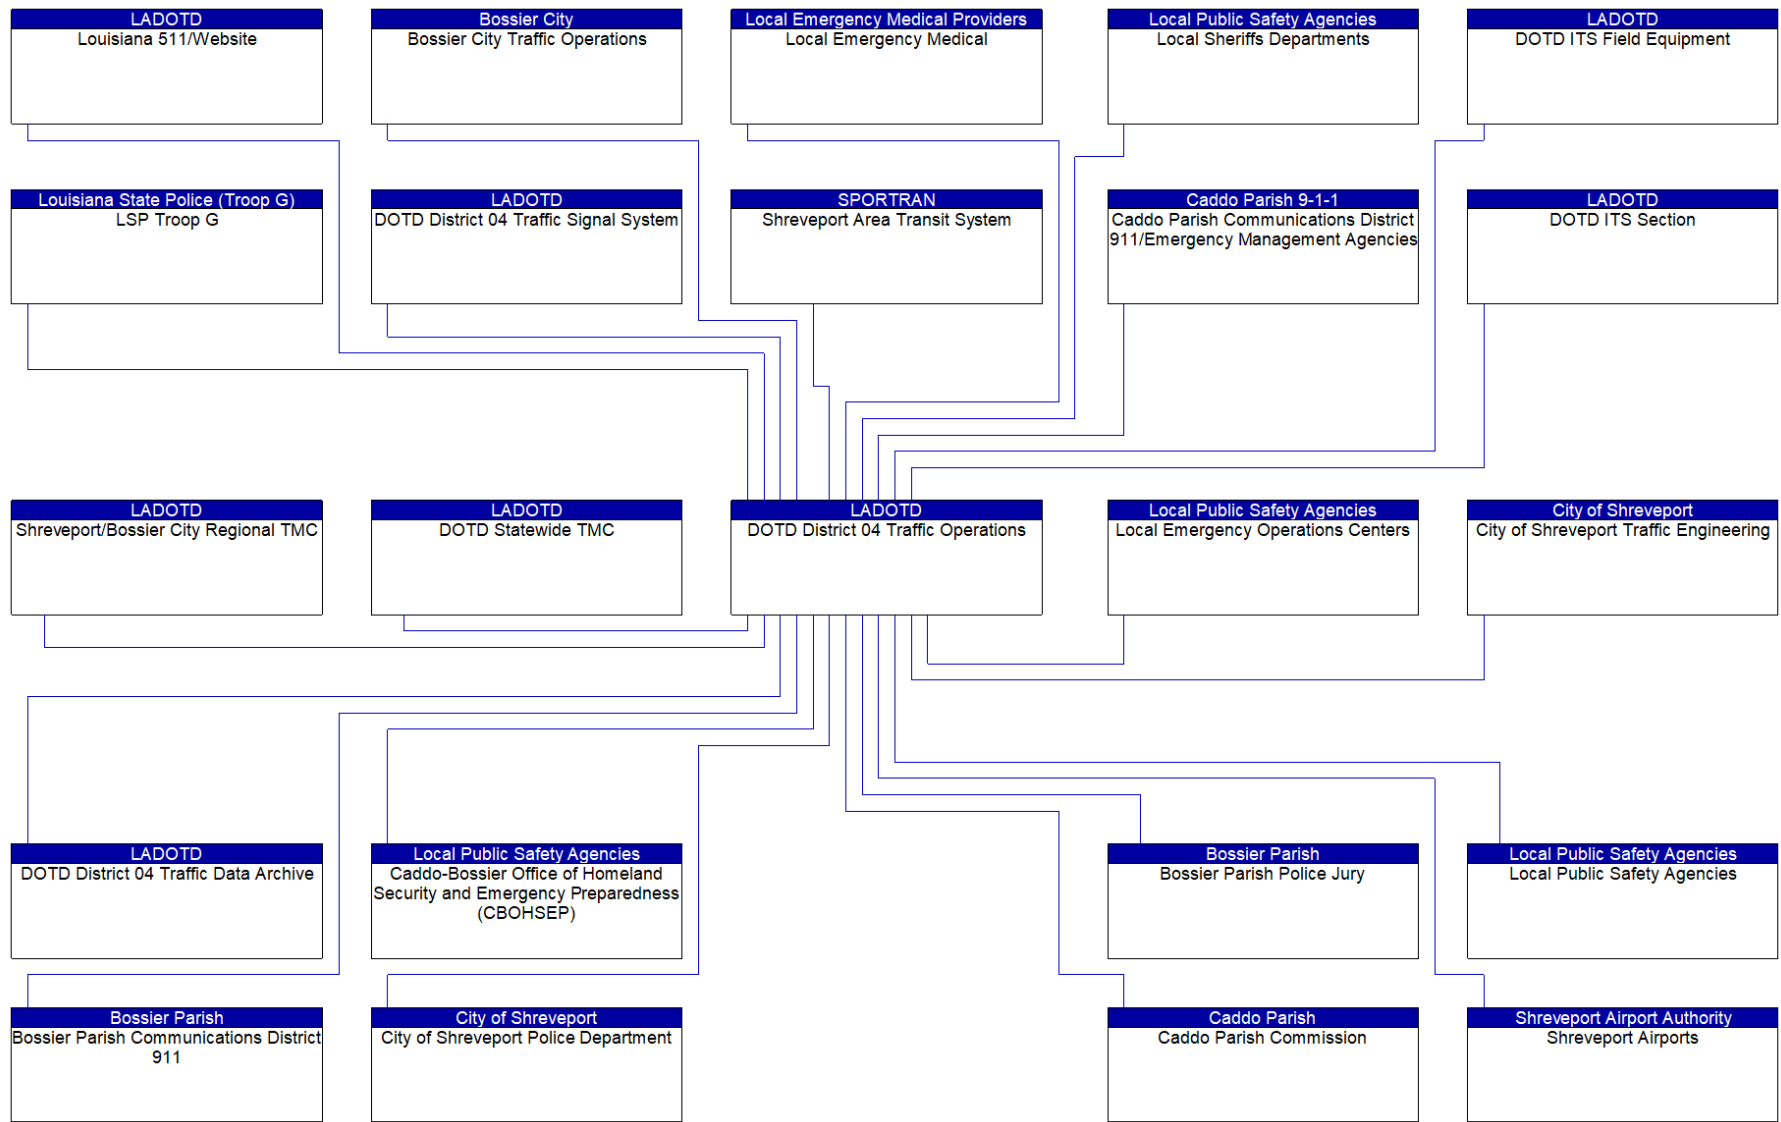 LADOTD
Louisiana 511/Website
Bossier City
Bossier City Traffic Operations
Local Emergency Medical Providers
Local Emergency Medical
Local Public Safety Agencies
Local Sheriffs Departments
LADOTD
DOTD ITS Field Equipment
Louisiana State Police (Troop G)
LSP Troop G
LADOTD
DOTD District 04 Traffic Signal System
SPORTRAN
Shreveport Area Transit System
Caddo Parish 9-1-1
Caddo Parish Communications District
911/Emergency Management Agencies
LADOTD
DOTD ITS Section
LADOTD
Shreveport/Bossier City Regional TMC
LADOTD
DOTD Statewide TMC
LADOTD
DOTD District 04 Traffic Operations
Local Public Safety Agencies
Local Emergency Operations Centers
City of Shreveport
City of Shreveport Traffic Engineering
LADOTD
DOTD District 04 Traffic Data Archive
Local Public Safety Agencies
Caddo-Bossier Office of Homeland
Security and Emergency Preparedness
(CBOHSEP)
Bossier Parish
Bossier Parish Police Jury
Local Public Safety Agencies
Local Public Safety Agencies
Bossier Parish
Bossier Parish Communications District
911
City of Shreveport
City of Shreveport Police Department
Caddo Parish
Caddo Parish Commission
Shreveport Airport Authority
Shreveport Airports